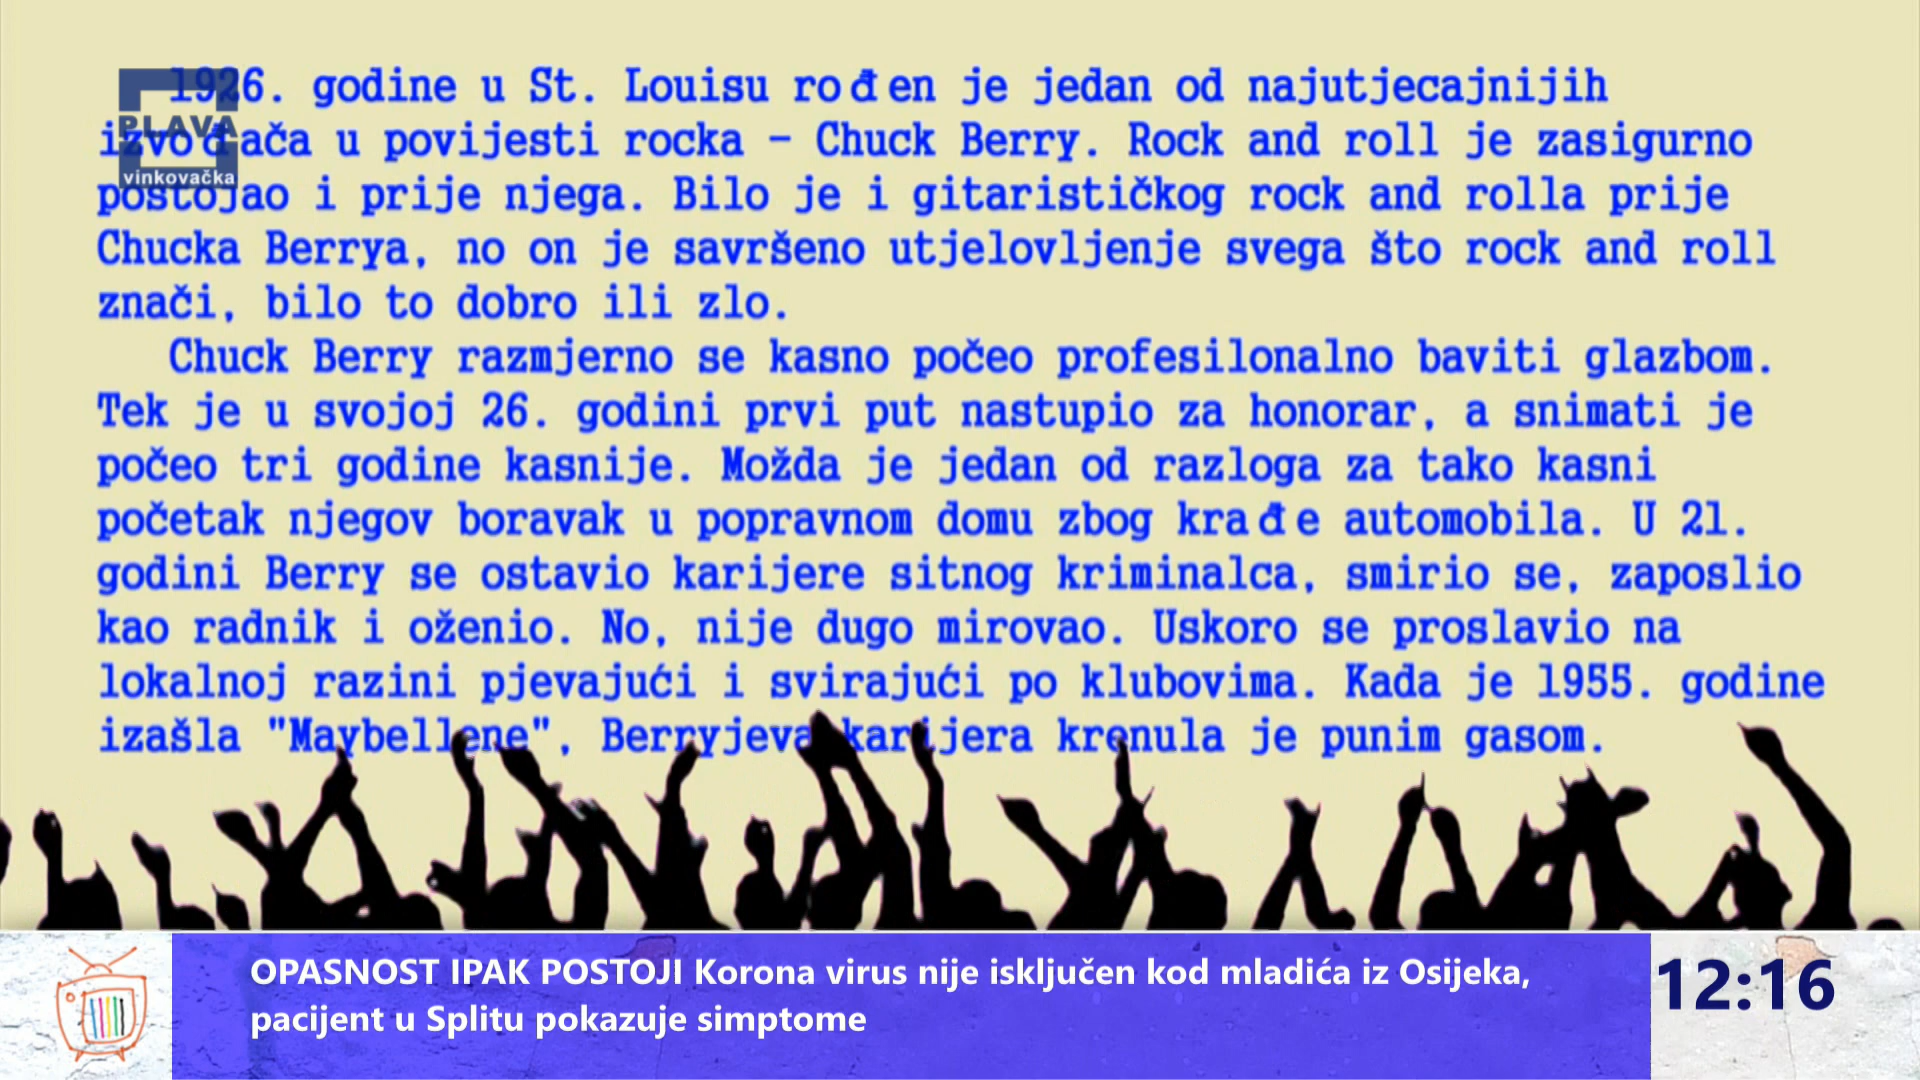 1926. godine u St. Louisu rođen je jedan od najutjecajnijih
izvođača u povijesti rocka - Chuck Berry. Rock and roll je zasigurno
postojao i prije njega. Bilo je i gitarističkog rock and rolla prije
Chucka Berrya, no on je savršeno utjelovljenje svega što rock and roll
znači, bilo to dobro ili zlo.
Chuck Berry razmjerno se kasno počeo profesilonalno baviti glazbom.
Tek je u svojoj 26. godini prvi put nastupio za honorar, a snimati je
počeo tri godine kasnije. Možda je jedan od razloga za tako kasni
početak njegov boravak u popravnom domu zbog krađe automobila. U 21.
godini Berry se ostavio karijere sitnog kriminalca, smirio se, zaposlio
kao radnik i oženio. No, nije dugo mirovao. Uskoro se proslavio na
lokalnoj razini pjevajući i svirajući po klubovima. Kada je 1955. godine
izašla "Maybellene", Berryjeva karijera krenula je punim gasom.
PLAVA
vinkovačka
OPASNOST IPAK POSTOJI Korona virus nije isključen kod mladića iz Osijeka,
pacijent u Splitu pokazuje simptome
12:16